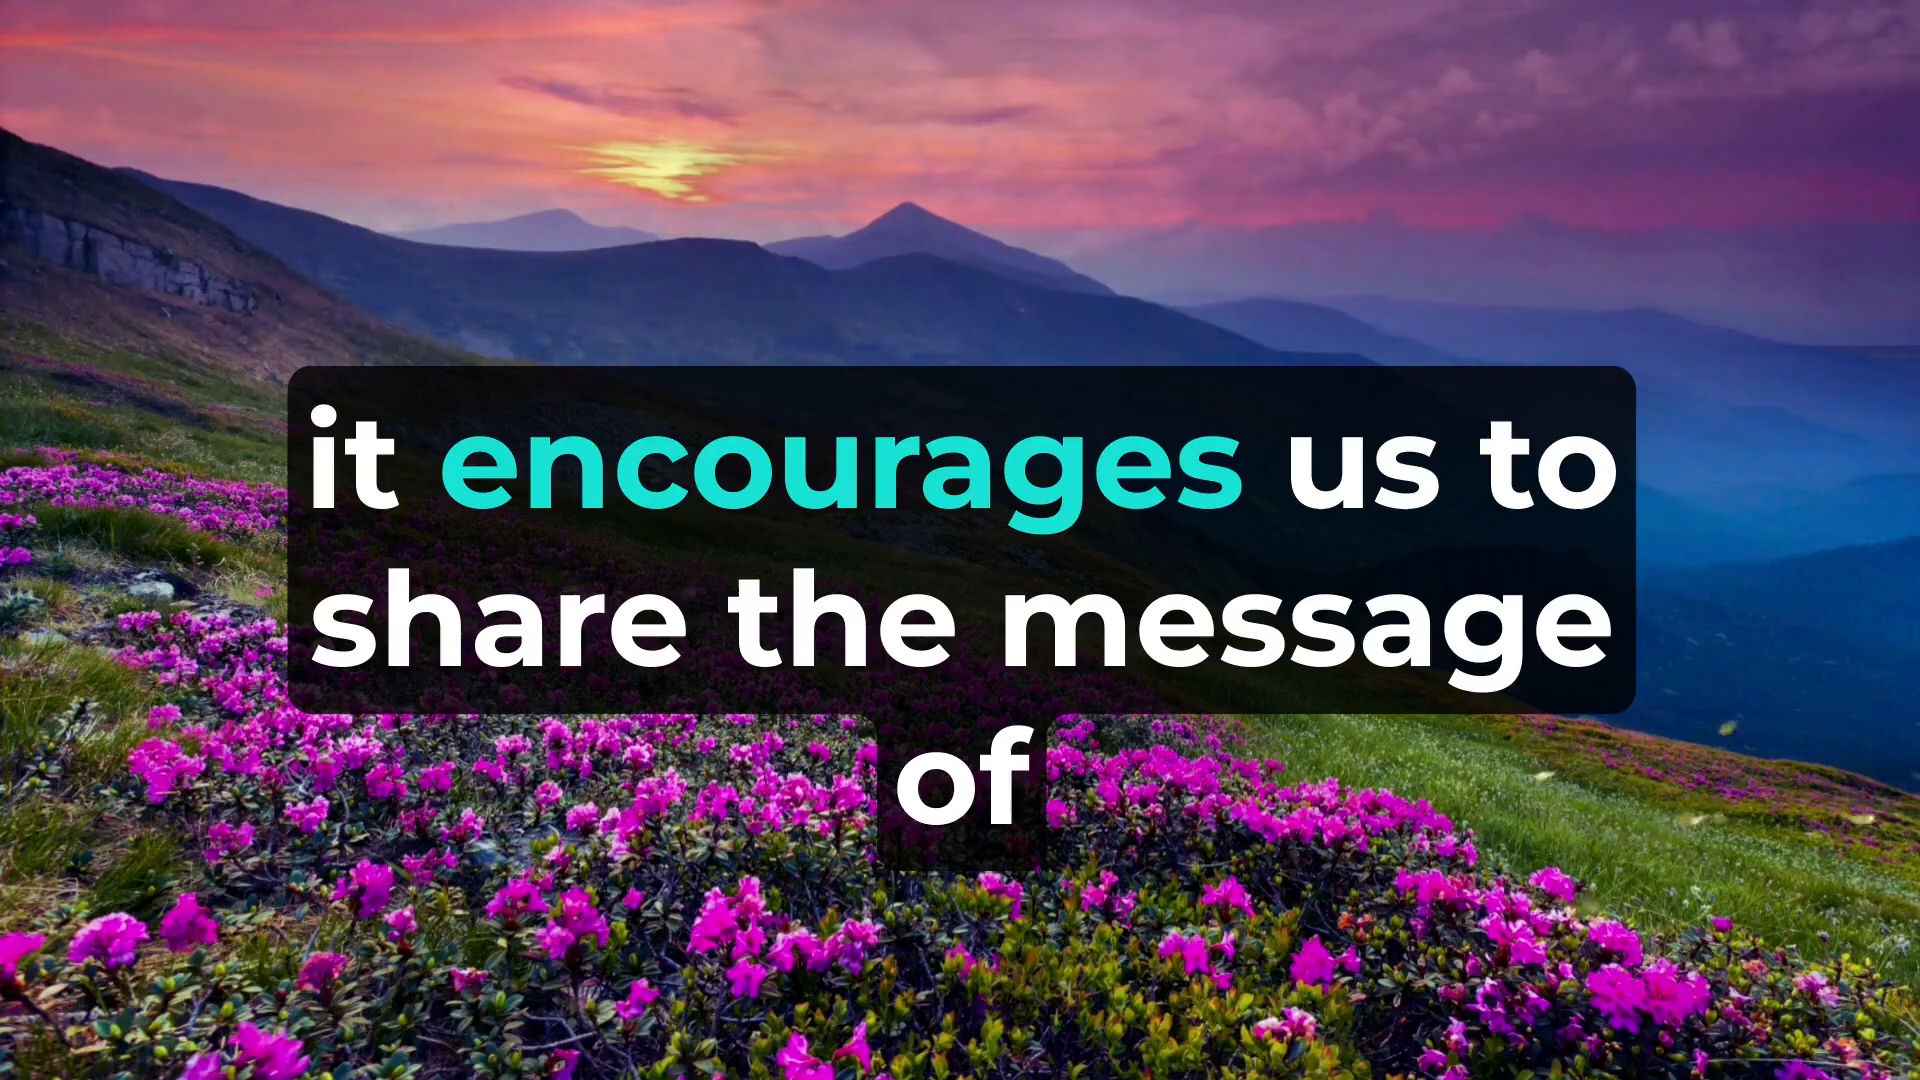 it encourages us to
share the message
of